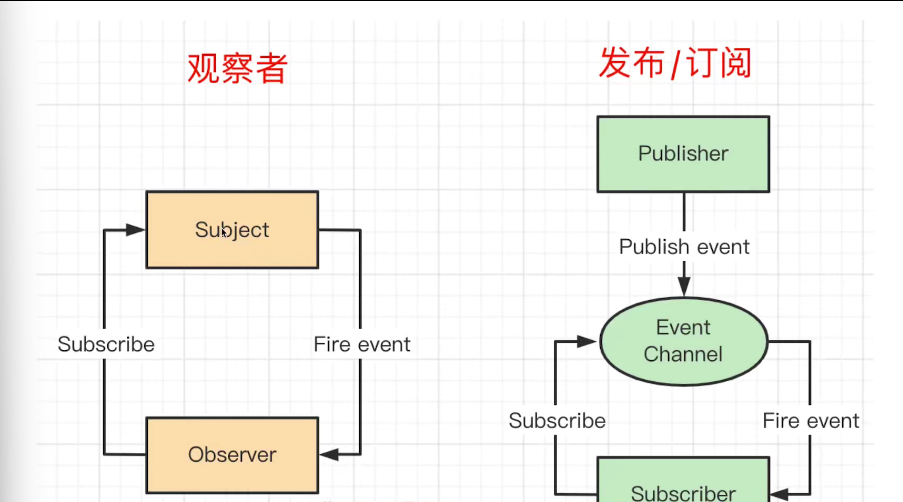 观察者
发布/订阅
Subject
Subscribe
Fire event
Observer
Publisher
Publish event
Event
Channel
Subscribe
Fire event
Subscriber